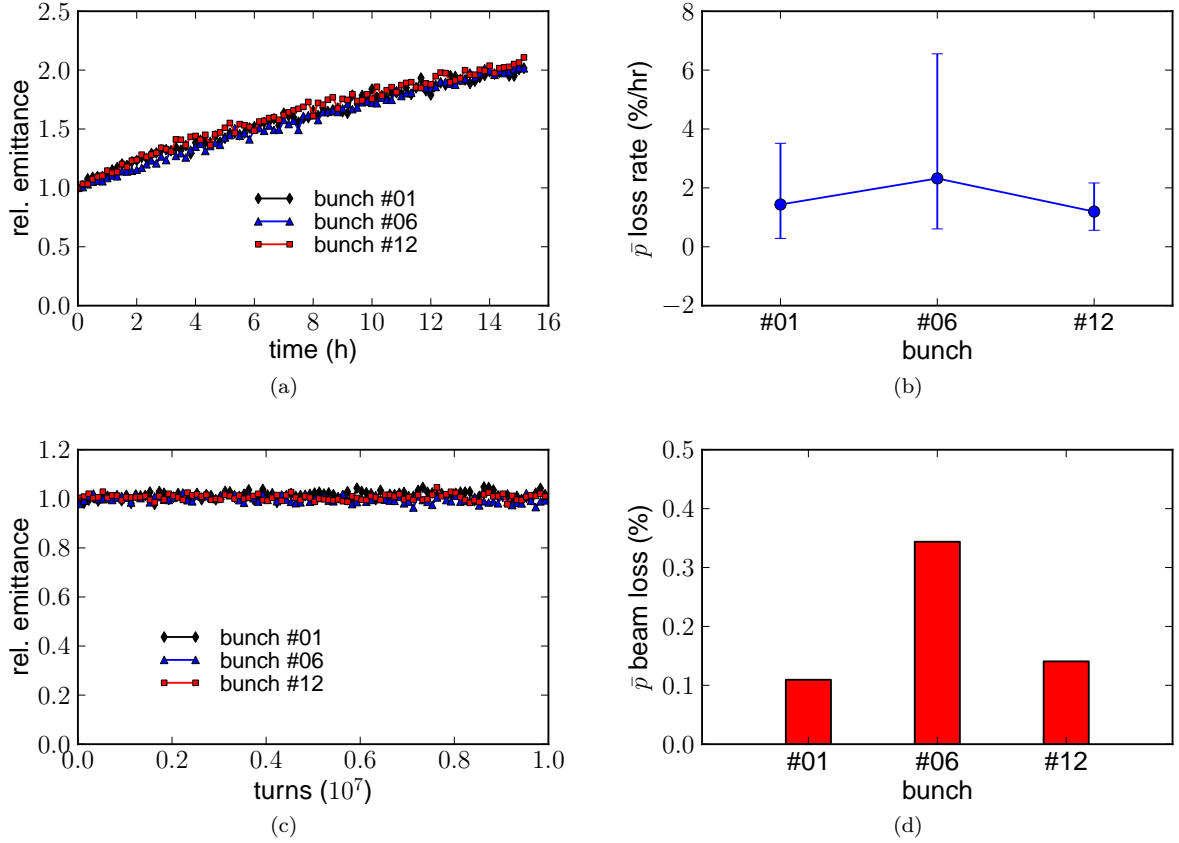 2.5
2.0
1.5
1.0
0.5
0.0
rel. emittance
bunch #01
bunch #06
bunch #12
0 2 4 6 8 10 12 14 16
time (h)
(a)
8
6
4
2
0
−2
p̄ loss rate (%/hr)
#01 #06 #12
bunch
(b)
1.2
1.0
0.8
0.6
0.4
0.2
0.0
rel. emittance
bunch #01
bunch #06
bunch #12
0.0 0.2 0.4 0.6 0.8 1.0
turns (10⁷)
(c)
0.5
0.4
0.3
0.2
0.1
0.0
p̄ beam loss (%)
#01 #06 #12
bunch
(d)